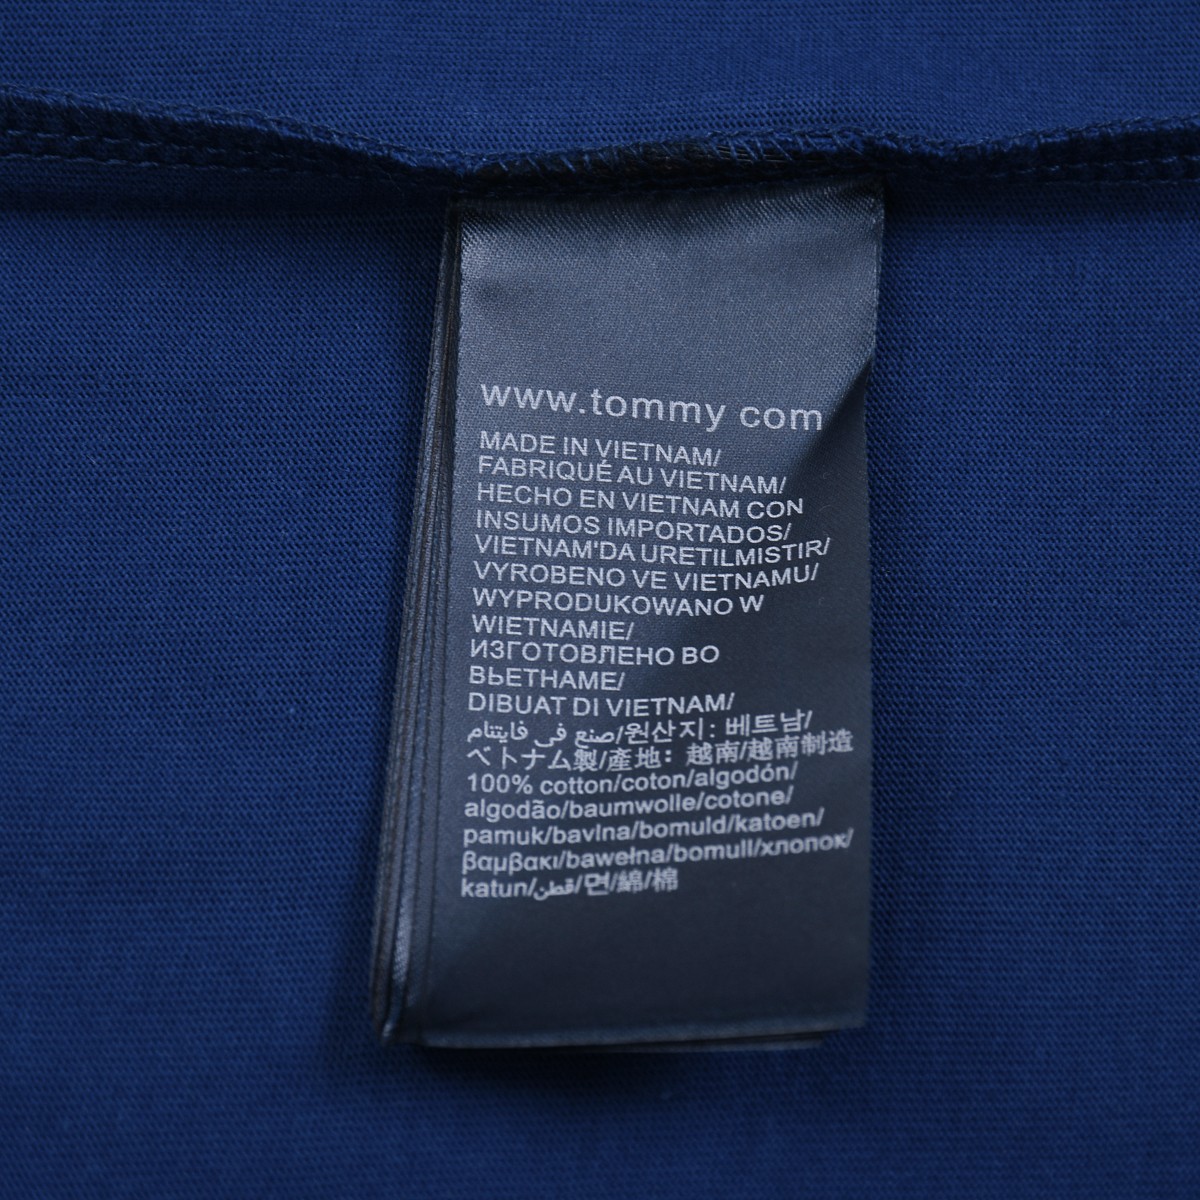 www.tommy com
MADE IN VIETNAM/
FABRIQUÉ AU VIETNAM/
HECHO EN VIETNAM CON
INSUMOS IMPORTADOS/
VIETNAM'DA URETILMISTIR/
VYROBENO VE VIETNAMU/
WYPRODUKOWANO W
WIETNAMIE/
ИЗГОТОВЛЕНО ВО
ВЬЕТНАМЕ/
DIBUAT DI VIETNAM/
صنع في فايتنام/원산지: 베트남/
ベトナム製/產地: 越南/越南制造
100% cotton/coton/algodón/
algodão/baumwolle/cotone/
pamuk/bavlna/bomuld/katoen/
βαμβακι/bawełna/bomull/хлопок/
katun/قطن/면/綿/棉